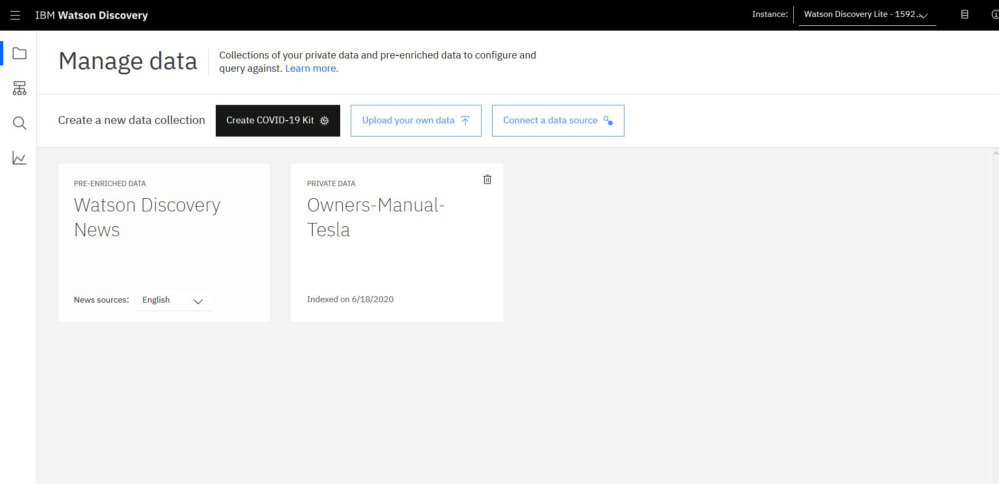 IBM Watson Discovery
Instance:
Watson Discovery Lite - 1592 ...
Manage data
Collections of your private data and pre-enriched data to configure and
query against. Learn more.
Create a new data collection
Create COVID-19 Kit
Upload your own data
Connect a data source
PRE-ENRICHED DATA
Watson Discovery
News
News sources:
English
PRIVATE DATA
Owners-Manual-
Tesla
Indexed on 6/18/2020